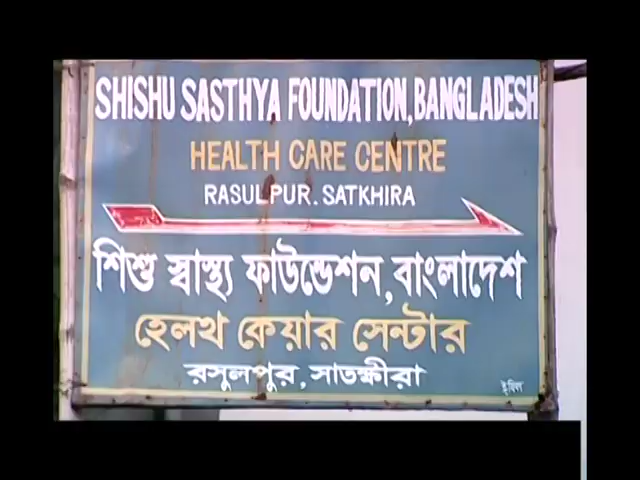 SHISHU SASTHYA FOUNDATION, BANGLADESH
HEALTH CARE CENTRE
RASULPUR. SATKHIRA
শিশু স্বাস্থ্য ফাউন্ডেশন, বাংলাদেশ
হেলথ কেয়ার সেন্টার
রসুলপুর, সাতক্ষীরা